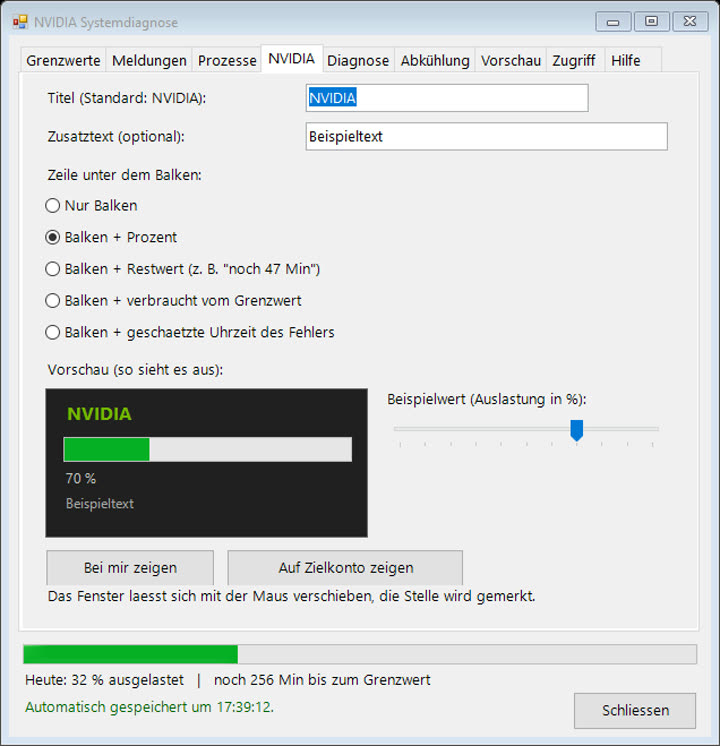 NVIDIA Systemdiagnose
Grenzwerte Meldungen Prozesse NVIDIA Diagnose Abkühlung Vorschau Zugriff Hilfe
Titel (Standard: NVIDIA): NVIDIA
Zusatztext (optional): Beispieltext
Zeile unter dem Balken:
Nur Balken
Balken + Prozent
Balken + Restwert (z. B. "noch 47 Min")
Balken + verbraucht vom Grenzwert
Balken + geschaetzte Uhrzeit des Fehlers
Vorschau (so sieht es aus):
Beispielwert (Auslastung in %):
NVIDIA
70 %
Beispieltext
Bei mir zeigen Auf Zielkonto zeigen
Das Fenster laesst sich mit der Maus verschieben, die Stelle wird gemerkt.
Heute: 32 % ausgelastet | noch 256 Min bis zum Grenzwert
Automatisch gespeichert um 17:39:12.
Schliessen